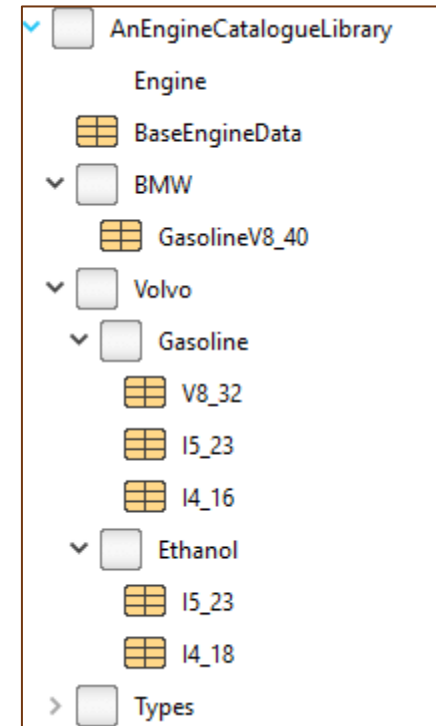 AnEngineCatalogueLibrary
Engine
BaseEngineData
BMW
GasolineV8_40
Volvo
Gasoline
V8_32
I5_23
I4_16
Ethanol
I5_23
I4_18
Types